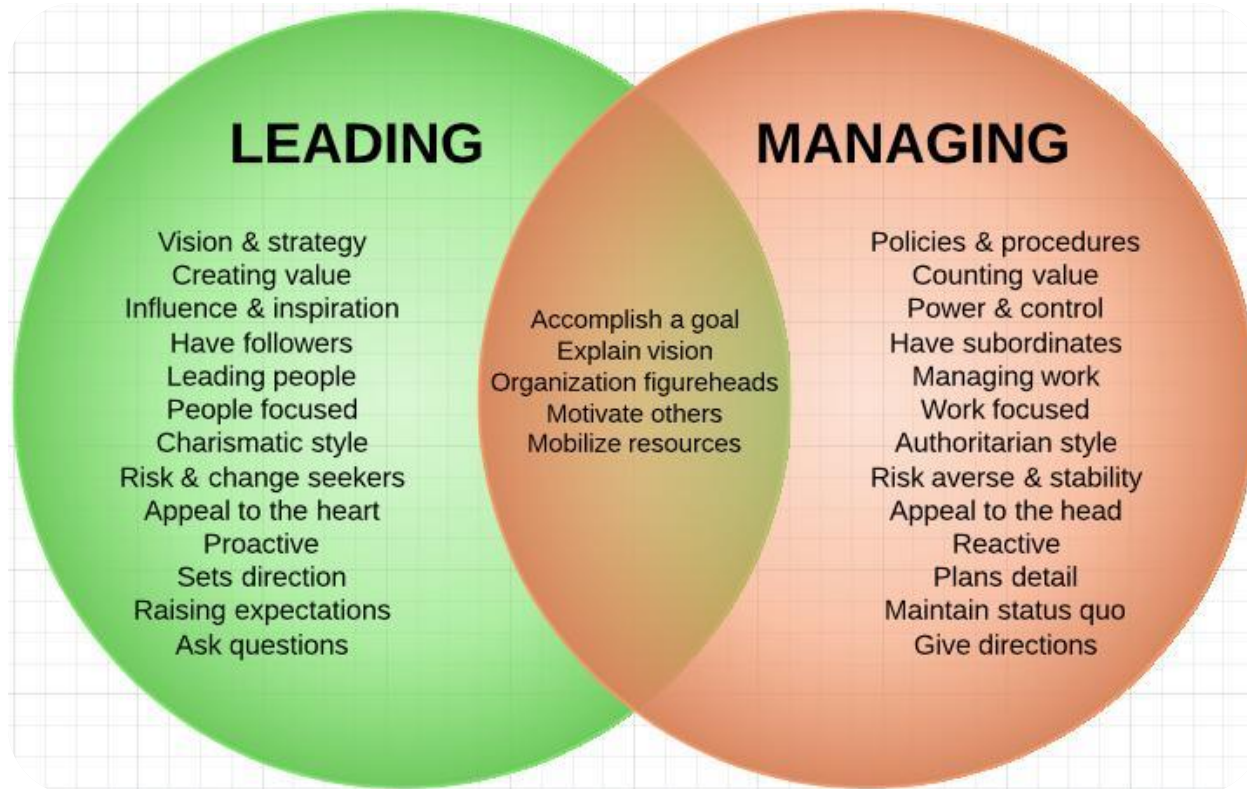 LEADING
Vision & strategy
Creating value
Influence & inspiration
Have followers
Leading people
People focused
Charismatic style
Risk & change seekers
Appeal to the heart
Proactive
Sets direction
Raising expectations
Ask questions
Accomplish a goal
Explain vision
Organization figureheads
Motivate others
Mobilize resources
MANAGING
Policies & procedures
Counting value
Power & control
Have subordinates
Managing work
Work focused
Authoritarian style
Risk averse & stability
Appeal to the head
Reactive
Plans detail
Maintain status quo
Give directions